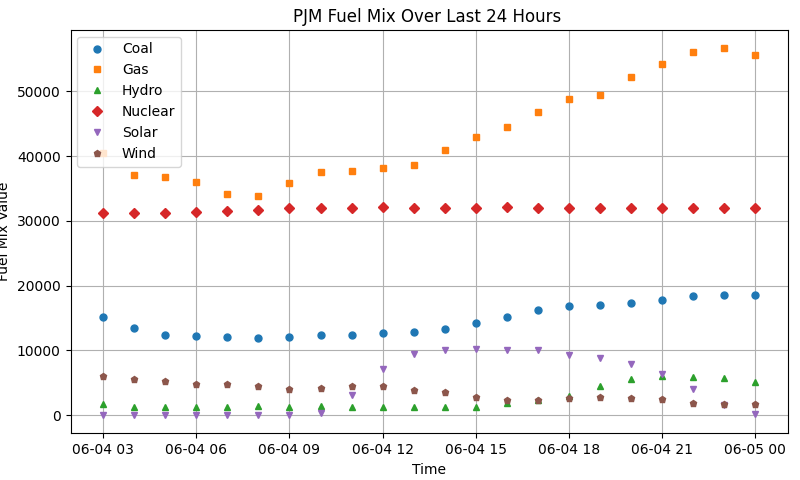 PJM Fuel Mix Over Last 24 Hours
Coal
Gas
Hydro
Nuclear
Solar
Wind
50000
40000
30000
20000
10000
0
Fuel Mix Value
06-04 03 06-04 06 06-04 09 06-04 12 06-04 15 06-04 18 06-04 21 06-05 00
Time